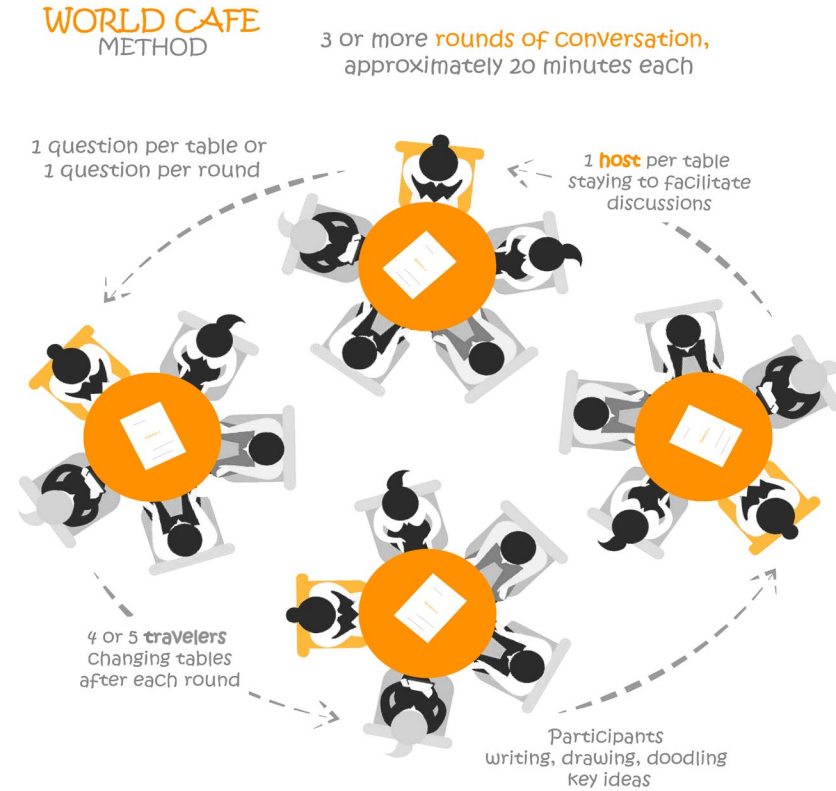 WORLD CAFE
METHOD
3 or more rounds of conversation,
approximately 20 minutes each
1 question per table or
1 question per round
1 host per table
staying to facilitate
discussions
4 or 5 travelers
changing tables
after each round
Participants
writing, drawing, doodling
key ideas